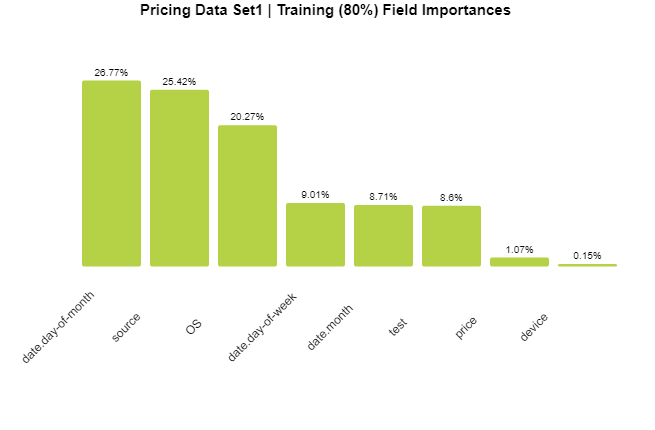 Pricing Data Set1 | Training (80%) Field Importances
26.77%
25.42%
20.27%
9.01%
8.71%
8.6%
1.07%
0.15%
date.day-of-month
source
OS
date.day-of-week
date.month
test
price
device